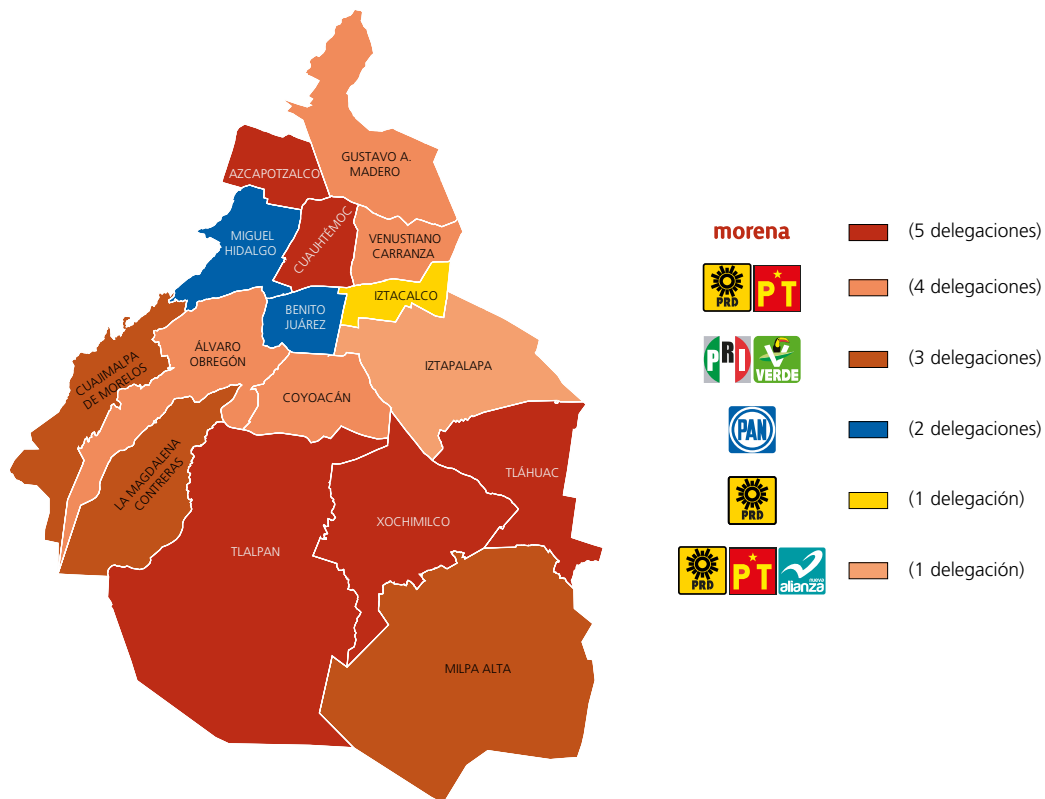 GUSTAVO A.
MADERO
AZCAPOTZALCO
MIGUEL
HIDALGO
CUAUHTÉMOC
VENUSTIANO
CARRANZA
IZTACALCO
BENITO
JUÁREZ
ÁLVARO
OBREGÓN
CUAJIMALPA
DE MORELOS
IZTAPALAPA
COYOACÁN
LA MAGDALENA
CONTRERAS
TLÁHUAC
XOCHIMILCO
TLALPAN
MILPA ALTA
morena (5 delegaciones)
PRD PT (4 delegaciones)
PRI VERDE (3 delegaciones)
PAN (2 delegaciones)
PRD (1 delegación)
PRD PT nueva alianza (1 delegación)